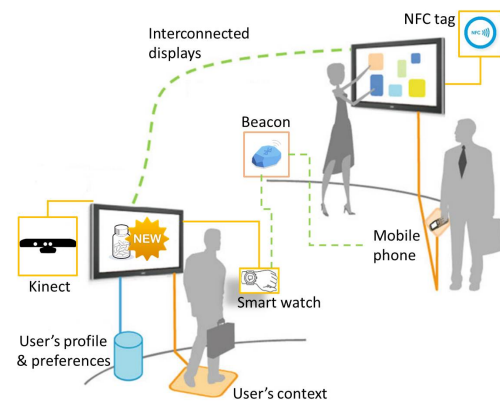 NFC tag
NFC
Interconnected
displays
Beacon
Mobile
phone
NEW
Kinect
Smart watch
User's profile
& preferences
User's context